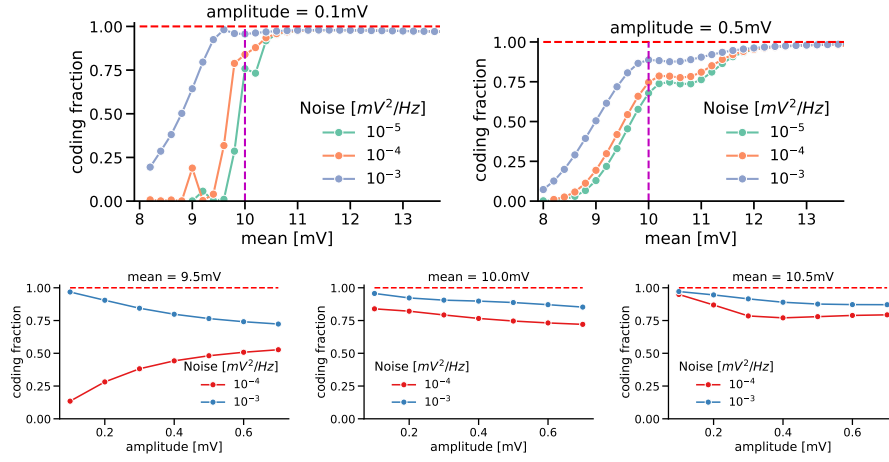 amplitude = 0.1mV
1.00
0.75
0.50
0.25
0.00
coding fraction
Noise [mV²/Hz]
10⁻⁵
10⁻⁴
10⁻³
8 9 10 11 12 13
mean [mV]
amplitude = 0.5mV
1.00
0.75
0.50
0.25
0.00
coding fraction
Noise [mV²/Hz]
10⁻⁵
10⁻⁴
10⁻³
8 9 10 11 12 13
mean [mV]
mean = 9.5mV
1.00
0.75
0.50
0.25
0.00
coding fraction
Noise [mV²/Hz]
10⁻⁴
10⁻³
0.2 0.4 0.6
amplitude [mV]
mean = 10.0mV
1.00
0.75
0.50
0.25
0.00
coding fraction
Noise [mV²/Hz]
10⁻⁴
10⁻³
0.2 0.4 0.6
amplitude [mV]
mean = 10.5mV
1.00
0.75
0.50
0.25
0.00
coding fraction
Noise [mV²/Hz]
10⁻⁴
10⁻³
0.2 0.4 0.6
amplitude [mV]